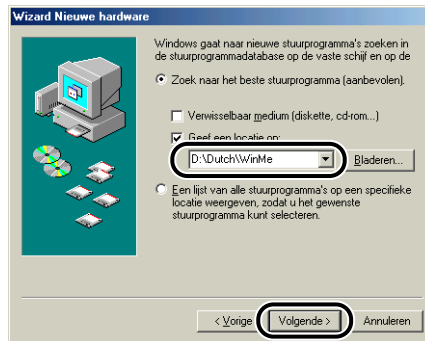 Wizard Nieuwe hardware
Windows gaat naar nieuwe stuurprogramma's zoeken in
de stuurprogrammadatabase op de vaste schijf en op de
Zoek naar het beste stuurprogramma (aanbevolen).
Verwisselbaar medium (diskette, cd-rom...)
Geef een locatie op:
D:\Dutch\WinMe
Bladeren...
Een lijst van alle stuurprogramma's op een specifieke
locatie weergeven, zodat u het gewenste
stuurprogramma kunt selecteren.
< Vorige
Volgende >
Annuleren